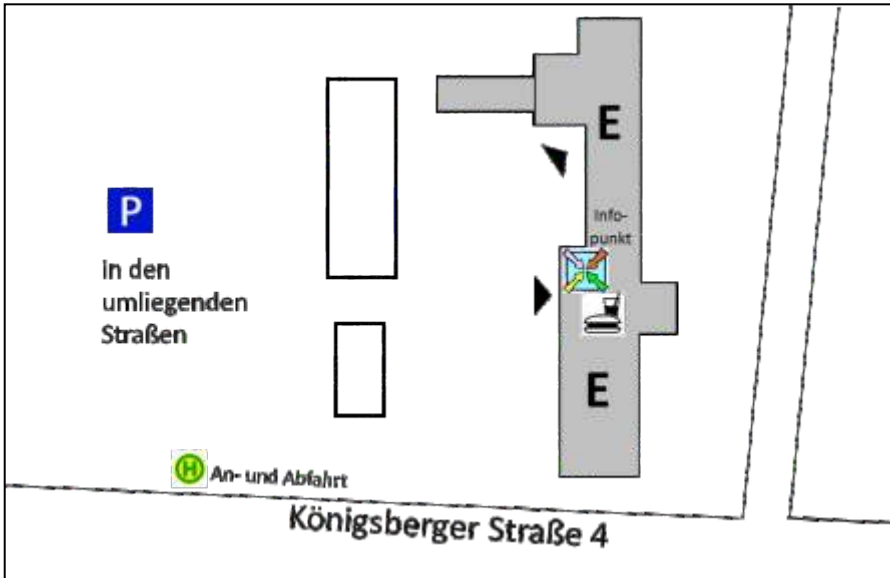 E
P
Info-
punkt
in den
umliegenden
Straßen
E
H
An- und Abfahrt
Königsberger Straße 4